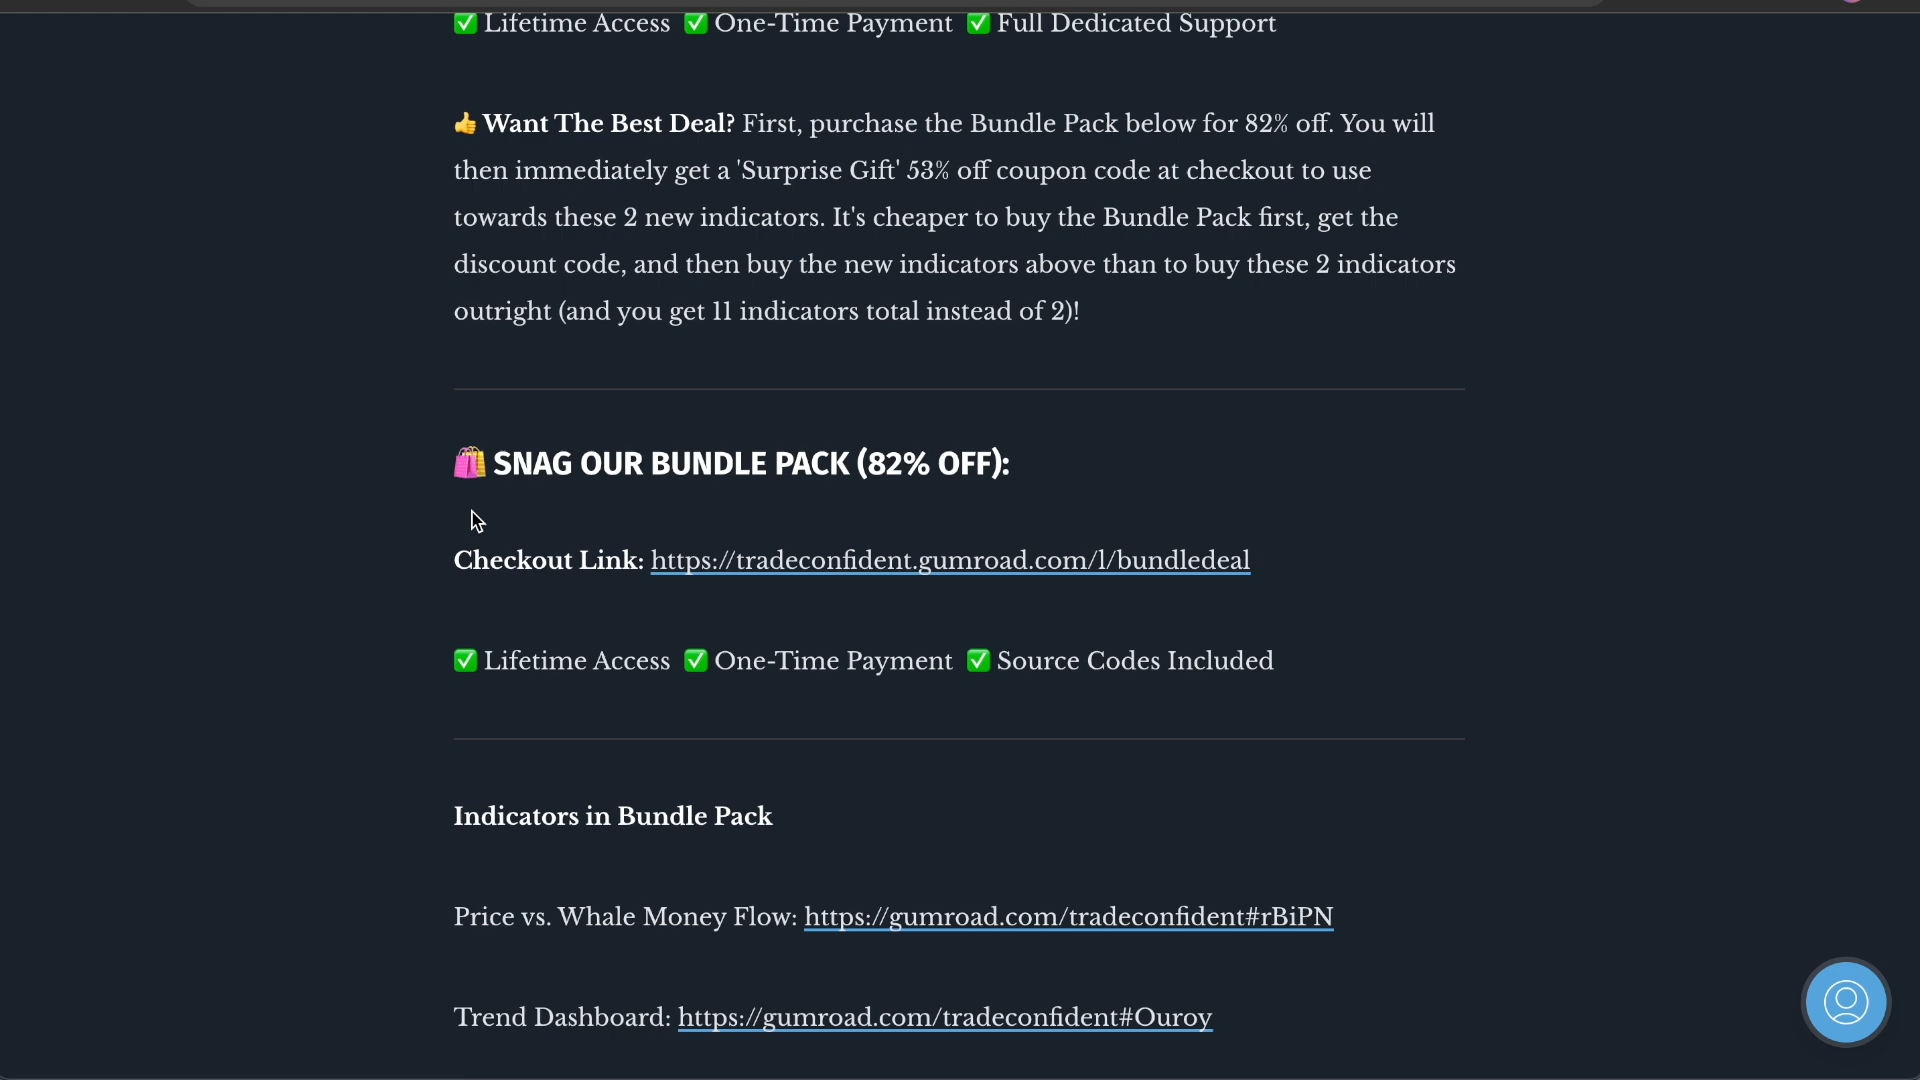 ✅ Lifetime Access ✅ One-Time Payment ✅ Full Dedicated Support
👍 Want The Best Deal? First, purchase the Bundle Pack below for 82% off. You will
then immediately get a 'Surprise Gift' 53% off coupon code at checkout to use
towards these 2 new indicators. It's cheaper to buy the Bundle Pack first, get the
discount code, and then buy the new indicators above than to buy these 2 indicators
outright (and you get 11 indicators total instead of 2)!
🛍️ SNAG OUR BUNDLE PACK (82% OFF):
Checkout Link: https://tradeconfident.gumroad.com/l/bundledeal
✅ Lifetime Access ✅ One-Time Payment ✅ Source Codes Included
Indicators in Bundle Pack
Price vs. Whale Money Flow: https://gumroad.com/tradeconfident#rBiPN
Trend Dashboard: https://gumroad.com/tradeconfident#Ouroy